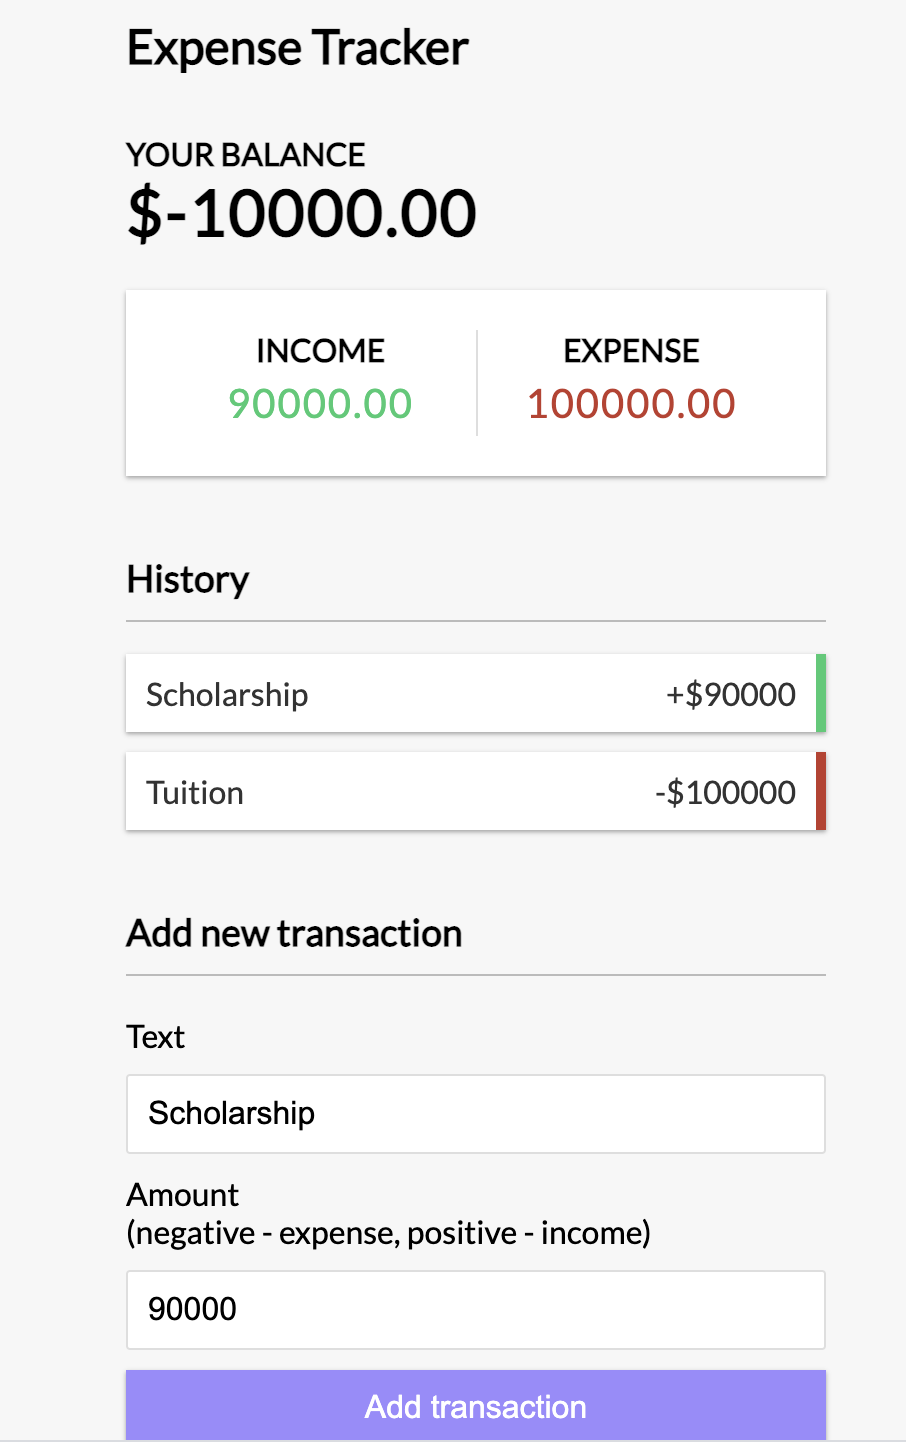 Expense Tracker
YOUR BALANCE
$-10000.00
INCOME
90000.00
EXPENSE
100000.00
History
Scholarship +$90000
Tuition -$100000
Add new transaction
Text
Scholarship
Amount
(negative - expense, positive - income)
90000
Add transaction